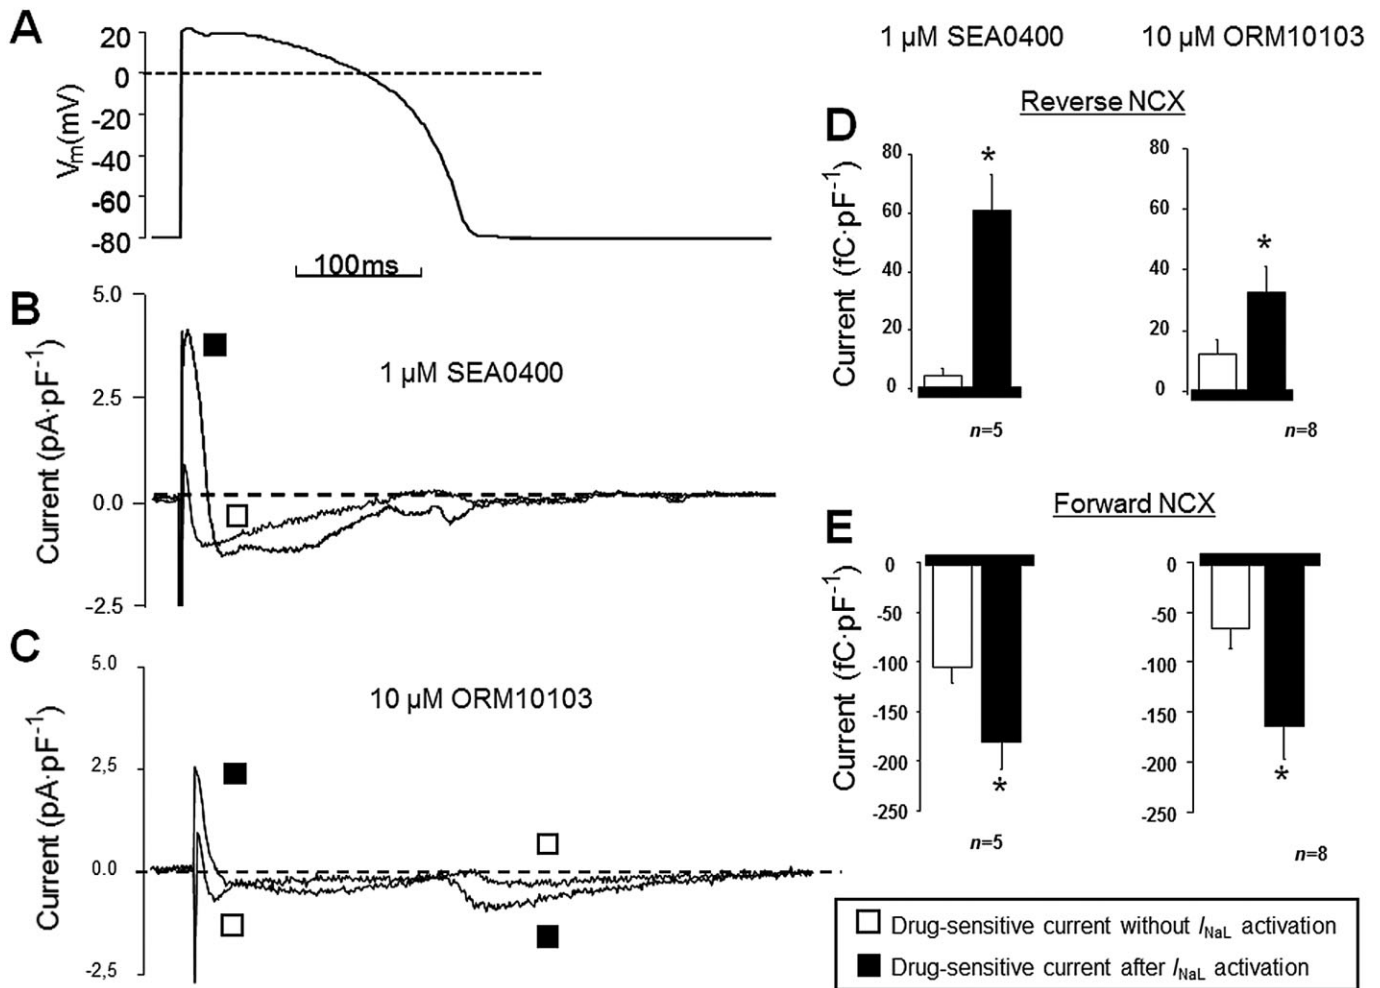 A
V_m(mV)
20
0
-20
-40
-60
-80
100ms
B
Current (pA·pF⁻¹)
5.0
2.5
0.0
-2.5
1 µM SEA0400
C
Current (pA·pF⁻¹)
5.0
2,5
0.0
-2,5
10 µM ORM10103
1 µM SEA0400 10 µM ORM10103
Reverse NCX
D
Current (fC·pF⁻¹)
80
60
40
20
0
*
n=5
80
60
40
20
0
*
n=8
Forward NCX
E
Current (fC·pF⁻¹)
0
-50
-100
-150
-200
-250
*
n=5
0
-50
-100
-150
-200
-250
*
n=8
Drug-sensitive current without I_NaL activation
Drug-sensitive current after I_NaL activation